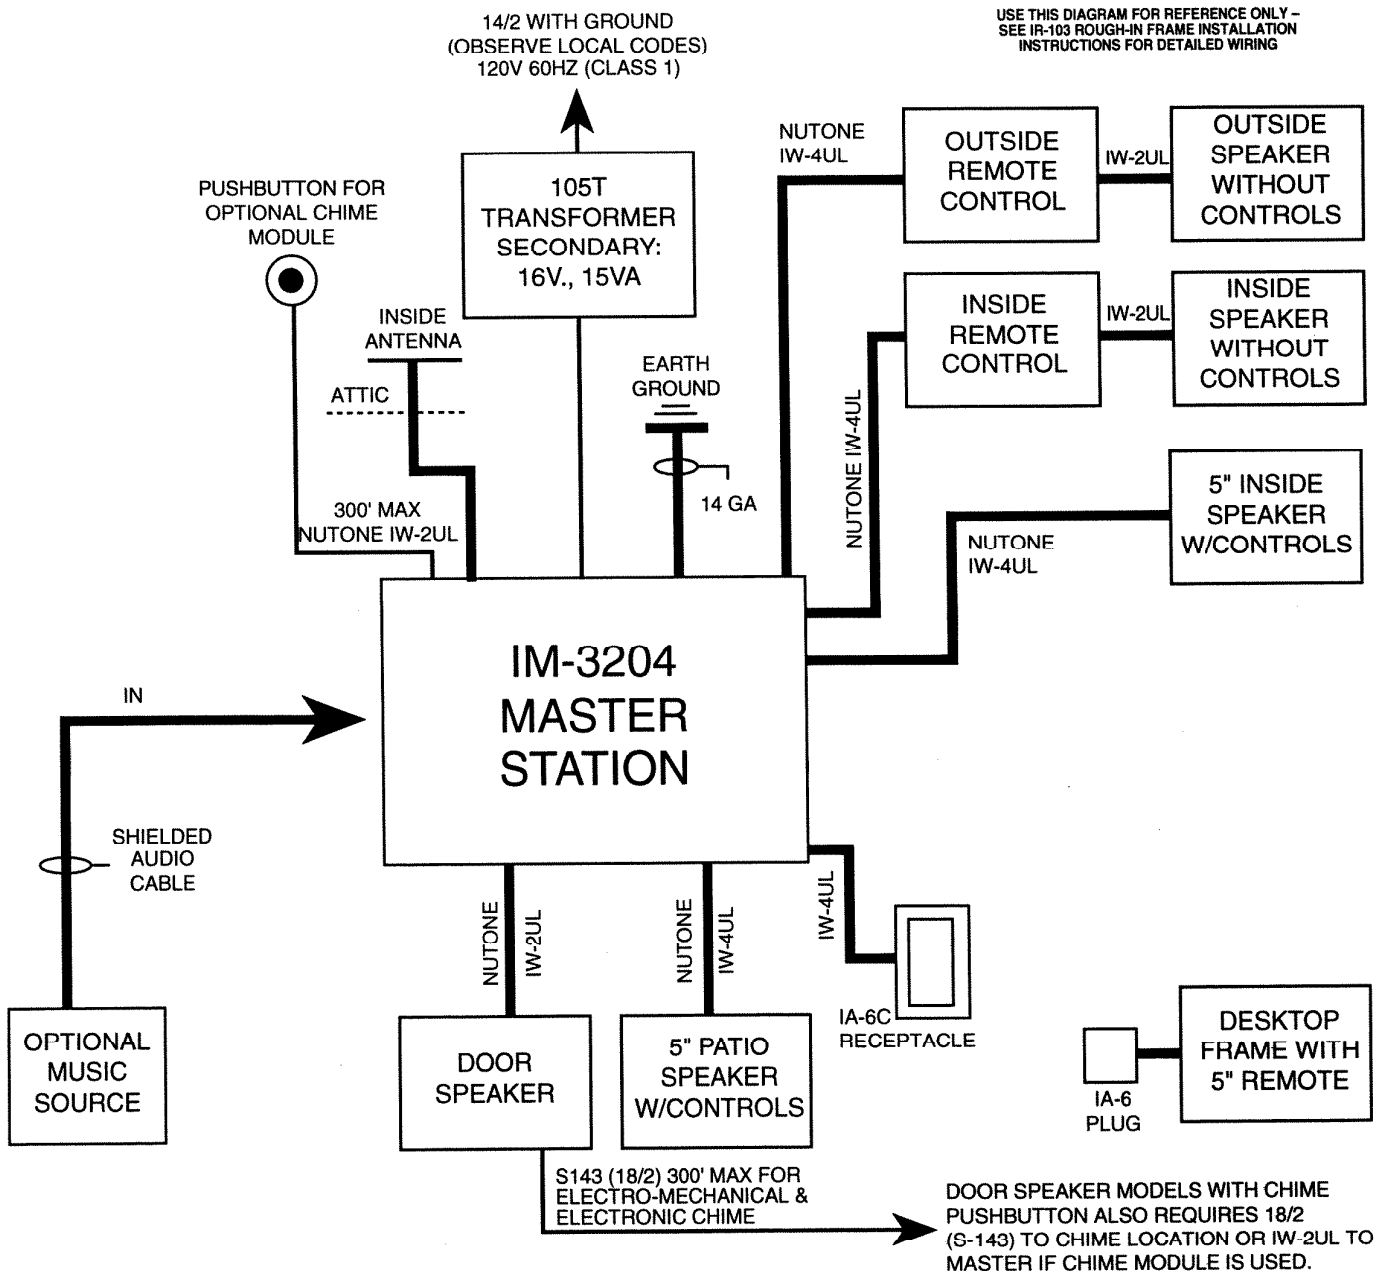 14/2 WITH GROUND
(OBSERVE LOCAL CODES)
120V 60HZ (CLASS 1)
USE THIS DIAGRAM FOR REFERENCE ONLY –
SEE IR-103 ROUGH-IN FRAME INSTALLATION
INSTRUCTIONS FOR DETAILED WIRING
PUSHBUTTON FOR
OPTIONAL CHIME
MODULE
105T
TRANSFORMER
SECONDARY:
16V., 15VA
NUTONE
IW-4UL
OUTSIDE
REMOTE
CONTROL
IW-2UL
OUTSIDE
SPEAKER
WITHOUT
CONTROLS
INSIDE
ANTENNA
ATTIC
EARTH
GROUND
14 GA
NUTONE IW-4UL
INSIDE
REMOTE
CONTROL
IW-2UL
INSIDE
SPEAKER
WITHOUT
CONTROLS
300' MAX
NUTONE IW-2UL
NUTONE
IW-4UL
5" INSIDE
SPEAKER
W/CONTROLS
IM-3204
MASTER
STATION
IN
SHIELDED
AUDIO
CABLE
OPTIONAL
MUSIC
SOURCE
NUTONE
IW-2UL
DOOR
SPEAKER
NUTONE
IW-4UL
5" PATIO
SPEAKER
W/CONTROLS
IW-4UL
IA-6C
RECEPTACLE
IA-6
PLUG
DESKTOP
FRAME WITH
5" REMOTE
S143 (18/2) 300' MAX FOR
ELECTRO-MECHANICAL &
ELECTRONIC CHIME
DOOR SPEAKER MODELS WITH CHIME
PUSHBUTTON ALSO REQUIRES 18/2
(S-143) TO CHIME LOCATION OR IW-2UL TO
MASTER IF CHIME MODULE IS USED.